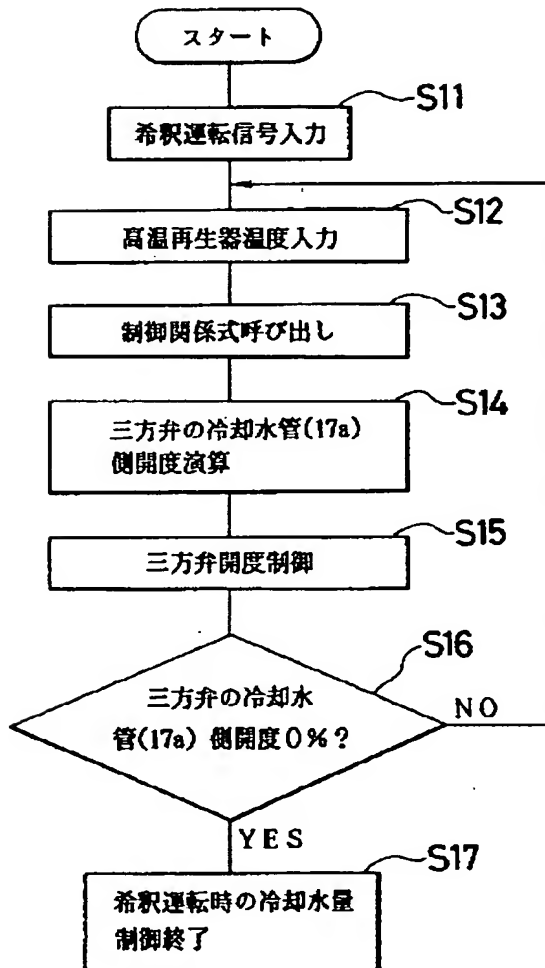 スタート
S11
希釈運転信号入力
S12
高温再生器温度入力
S13
制御関係式呼び出し
S14
三方弁の冷却水管(17a)
側開度演算
S15
三方弁開度制御
S16
三方弁の冷却水
管(17a) 側開度0%?
NO
YES
S17
希釈運転時の冷却水量
制御終了